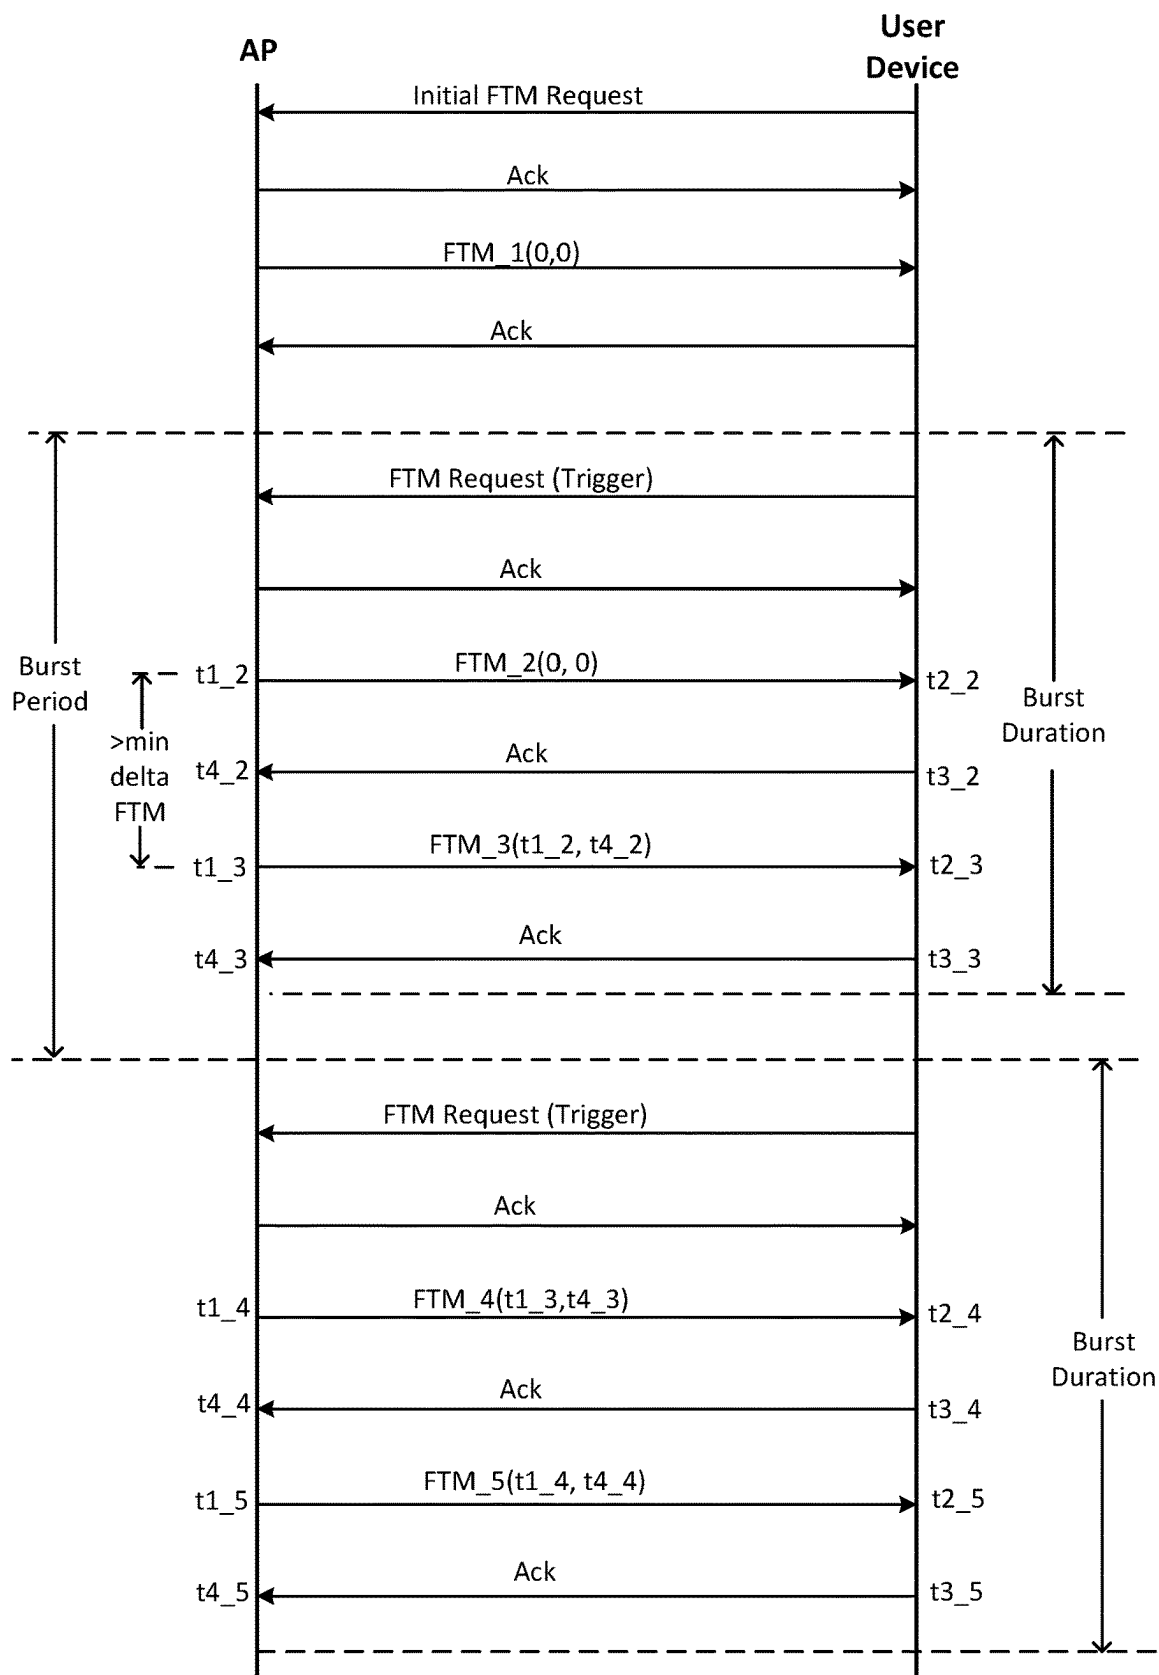 AP
User
Device
Initial FTM Request
Ack
FTM_1(0,0)
Ack
FTM Request (Trigger)
Ack
Burst
Period
t1_2
FTM_2(0, 0)
t2_2
>min
delta
FTM
Burst
Duration
t4_2
Ack
t3_2
t1_3
FTM_3(t1_2, t4_2)
t2_3
t4_3
Ack
t3_3
FTM Request (Trigger)
Ack
t1_4
FTM_4(t1_3,t4_3)
t2_4
Burst
Duration
t4_4
Ack
t3_4
t1_5
FTM_5(t1_4, t4_4)
t2_5
t4_5
Ack
t3_5